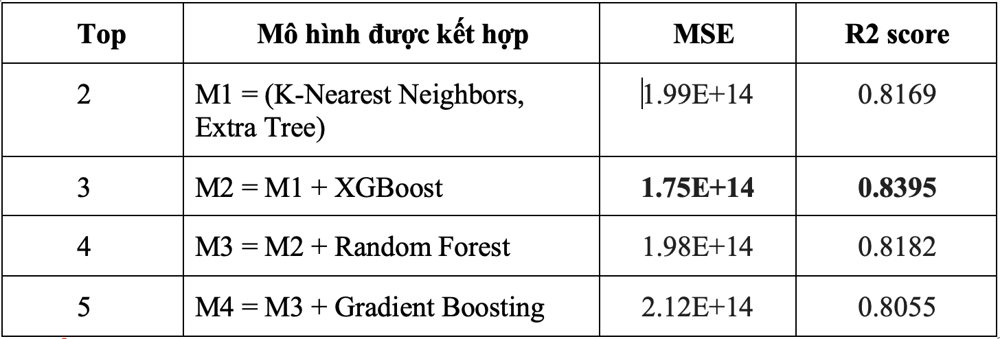 Top Mô hình được kết hợp MSE R2 score
2 M1 = (K-Nearest Neighbors, 1.99E+14 0.8169
Extra Tree)
3 M2 = M1 + XGBoost 1.75E+14 0.8395
4 M3 = M2 + Random Forest 1.98E+14 0.8182
5 M4 = M3 + Gradient Boosting 2.12E+14 0.8055